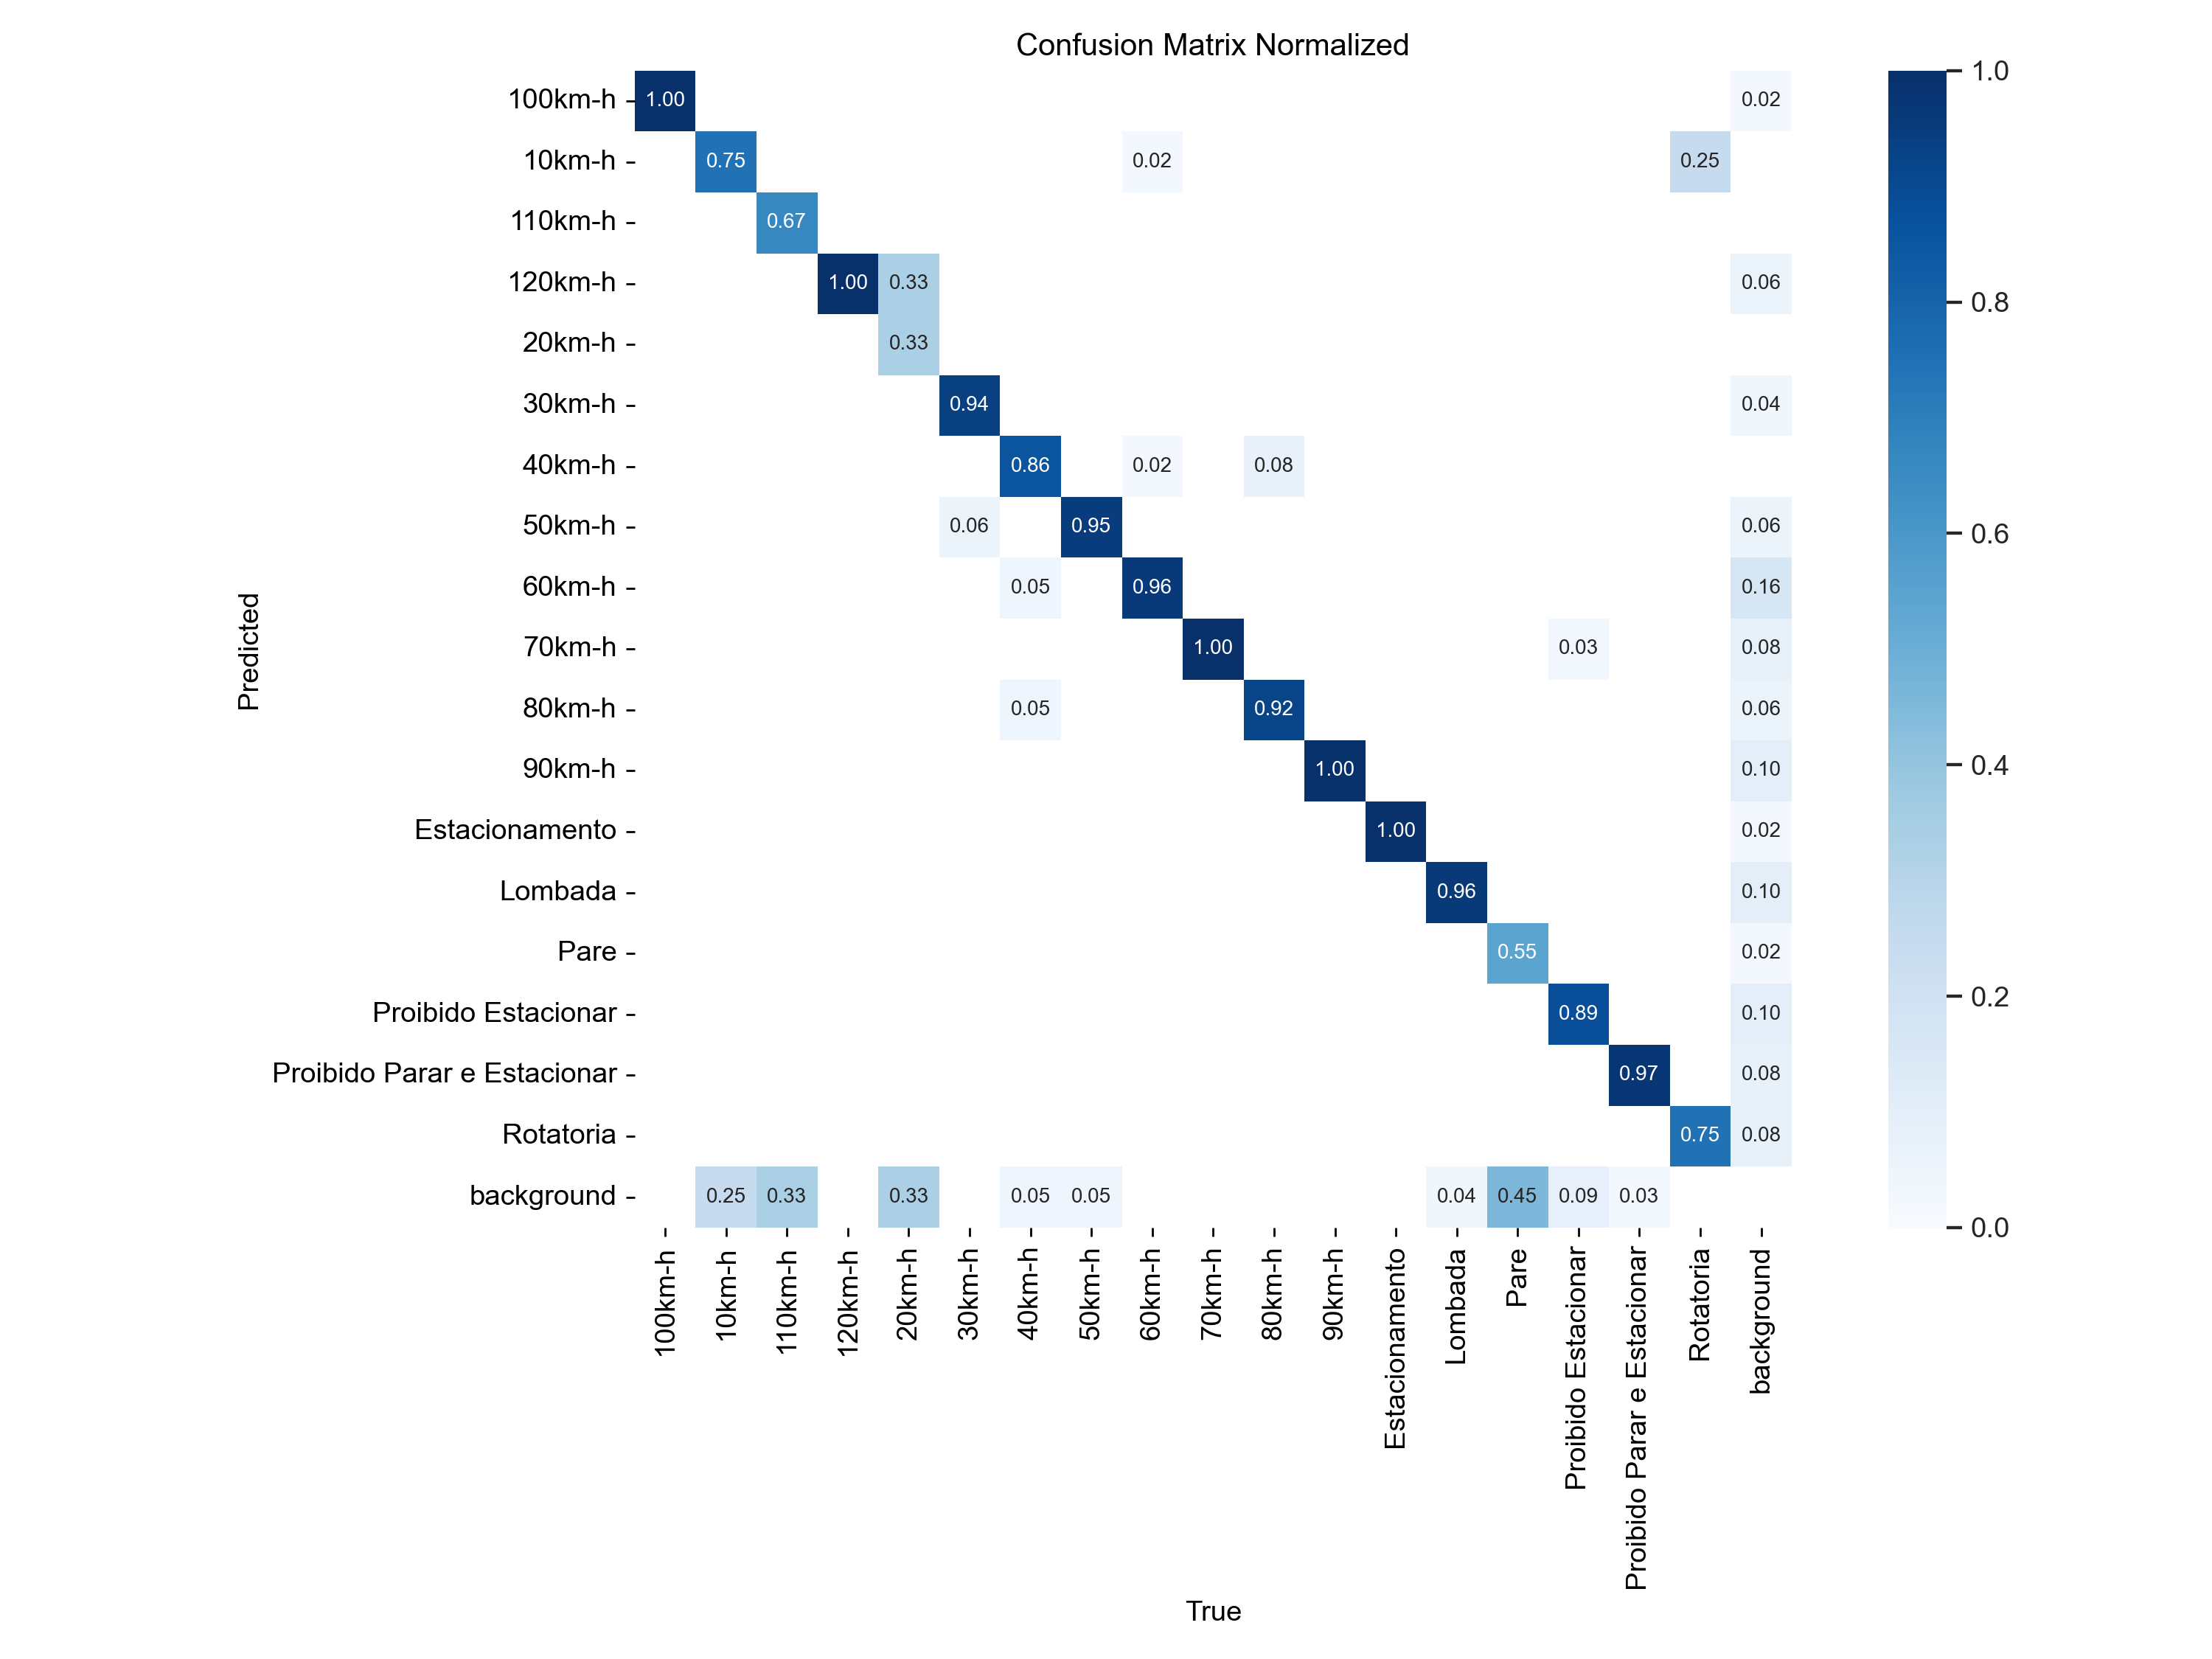 Confusion Matrix Normalized
100km-h 1.00 0.02 1.0
10km-h 0.75 0.02 0.25
110km-h 0.67
120km-h 1.00 0.33 0.06 0.8
20km-h 0.33
30km-h 0.94 0.04
40km-h 0.86 0.02 0.08
50km-h 0.06 0.95 0.06 0.6
60km-h 0.05 0.96 0.16
Predicted
70km-h 1.00 0.03 0.08
80km-h 0.05 0.92 0.06
90km-h 1.00 0.10 0.4
Estacionamento 1.00 0.02
Lombada 0.96 0.10
Pare 0.55 0.02
Proibido Estacionar 0.89 0.10 0.2
Proibido Parar e Estacionar 0.97 0.08
Rotatoria 0.75 0.08
background 0.25 0.33 0.33 0.05 0.05 0.04 0.45 0.09 0.03 0.0
100km-h
10km-h
110km-h
120km-h
20km-h
30km-h
40km-h
50km-h
60km-h
70km-h
80km-h
90km-h
Estacionamento
Lombada
Pare
Proibido Estacionar
Proibido Parar e Estacionar
Rotatoria
background
True